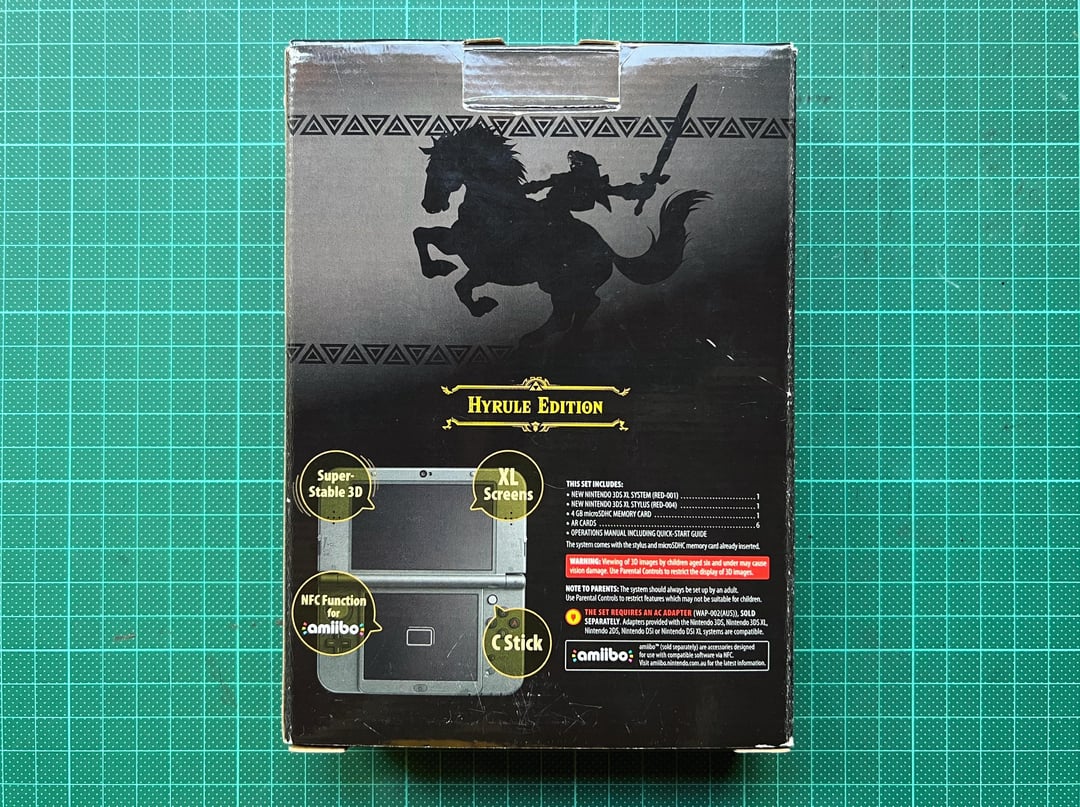 HYRULE EDITION
Super-
Stable 3D
XL
Screens
NFC Function
for
amiibo
C Stick
THIS SET INCLUDES:
• NEW NINTENDO 3DS XL SYSTEM (RED-001) ........................ 1
• NEW NINTENDO 3DS XL STYLUS (RED-004) ........................ 1
• 4 GB microSDHC MEMORY CARD ........................ 1
• AR CARDS ........................ 6
• OPERATIONS MANUAL INCLUDING QUICK-START GUIDE
The system comes with the stylus and microSDHC memory card already inserted.
WARNING: Viewing of 3D images by children aged six and under may cause
vision damage. Use Parental Controls to restrict the display of 3D images.
NOTE TO PARENTS: The system should always be set up by an adult.
Use Parental Controls to restrict features which may not be suitable for children.
THE SET REQUIRES AN AC ADAPTER (WAP-002(AUS)), SOLD
SEPARATELY. Adapters provided with the Nintendo 3DS, Nintendo 3DS XL,
Nintendo 2DS, Nintendo DSi or Nintendo DSi XL systems are compatible.
amiibo
amiibo™ (sold separately) are accessories designed
for use with compatible software via NFC.
Visit amiibo.nintendo.com.au for the latest information.